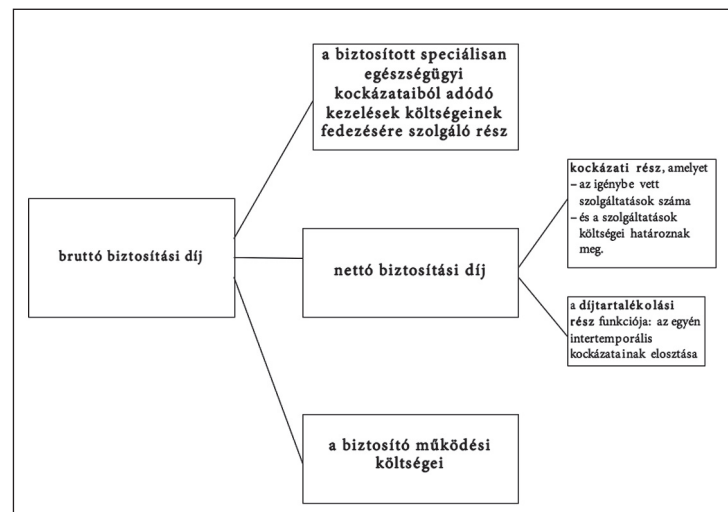 a biztosított speciálisan
egészségügyi
kockázataiból adódó
kezelések költségeinek
fedezésére szolgáló rész
bruttó biztosítási díj
nettó biztosítási díj
kockázati rész, amelyet
– az igénybe vett
szolgáltatások száma
– és a szolgáltatások
költségei határoznak
meg.
a díjtartalékolási
rész funkciója: az egyén
intertemporális
kockázatainak elosztása
a biztosító működési
költségei